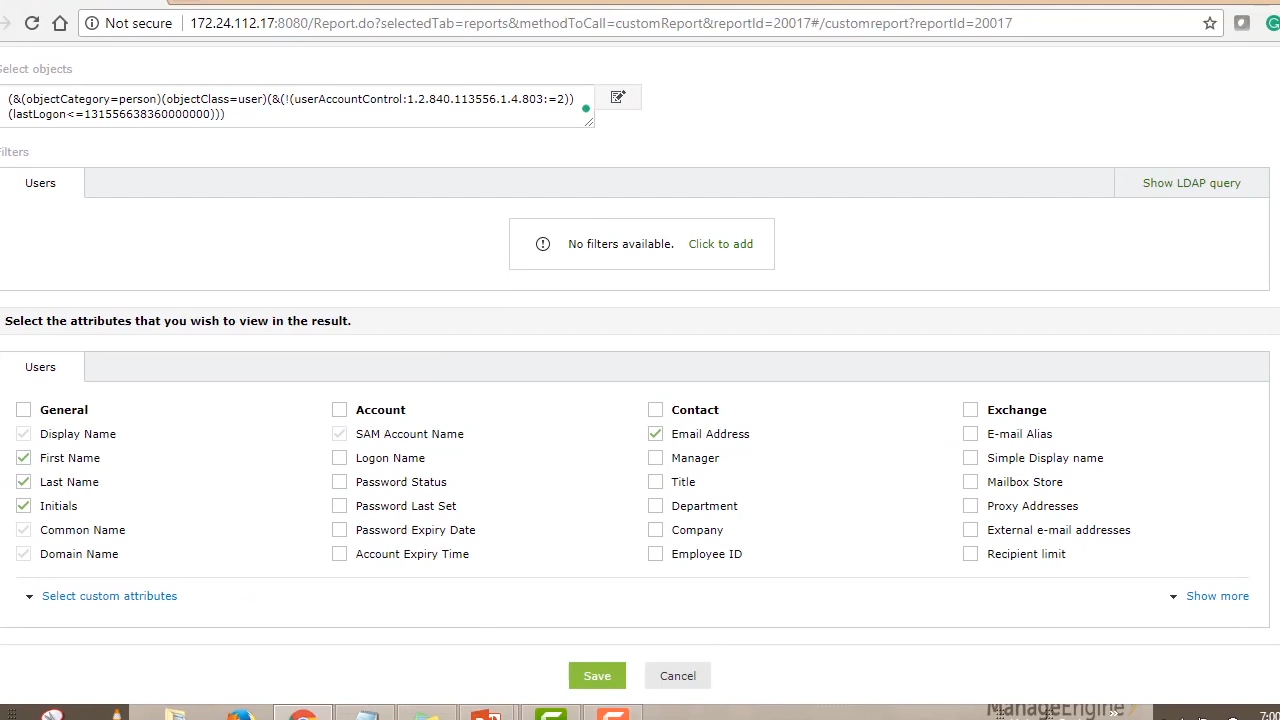 Not secure 172.24.112.17:8080/Report.do?selectedTab=reports&methodToCall=customReport&reportId=20017#/customreport?reportId=20017
Select objects
(&(objectCategory=person)(objectClass=user)(&(!(userAccountControl:1.2.840.113556.1.4.803:=2))
(lastLogon<=131556639360000000)))
Filters
Users
Show LDAP query
No filters available. Click to add
Select the attributes that you wish to view in the result.
Users
General Account Contact Exchange
Display Name SAM Account Name Email Address E-mail Alias
First Name Logon Name Manager Simple Display name
Last Name Password Status Title Mailbox Store
Initials Password Last Set Department Proxy Addresses
Common Name Password Expiry Date Company External e-mail addresses
Domain Name Account Expiry Time Employee ID Recipient limit
Select custom attributes Show more
Save Cancel
ManageEngine